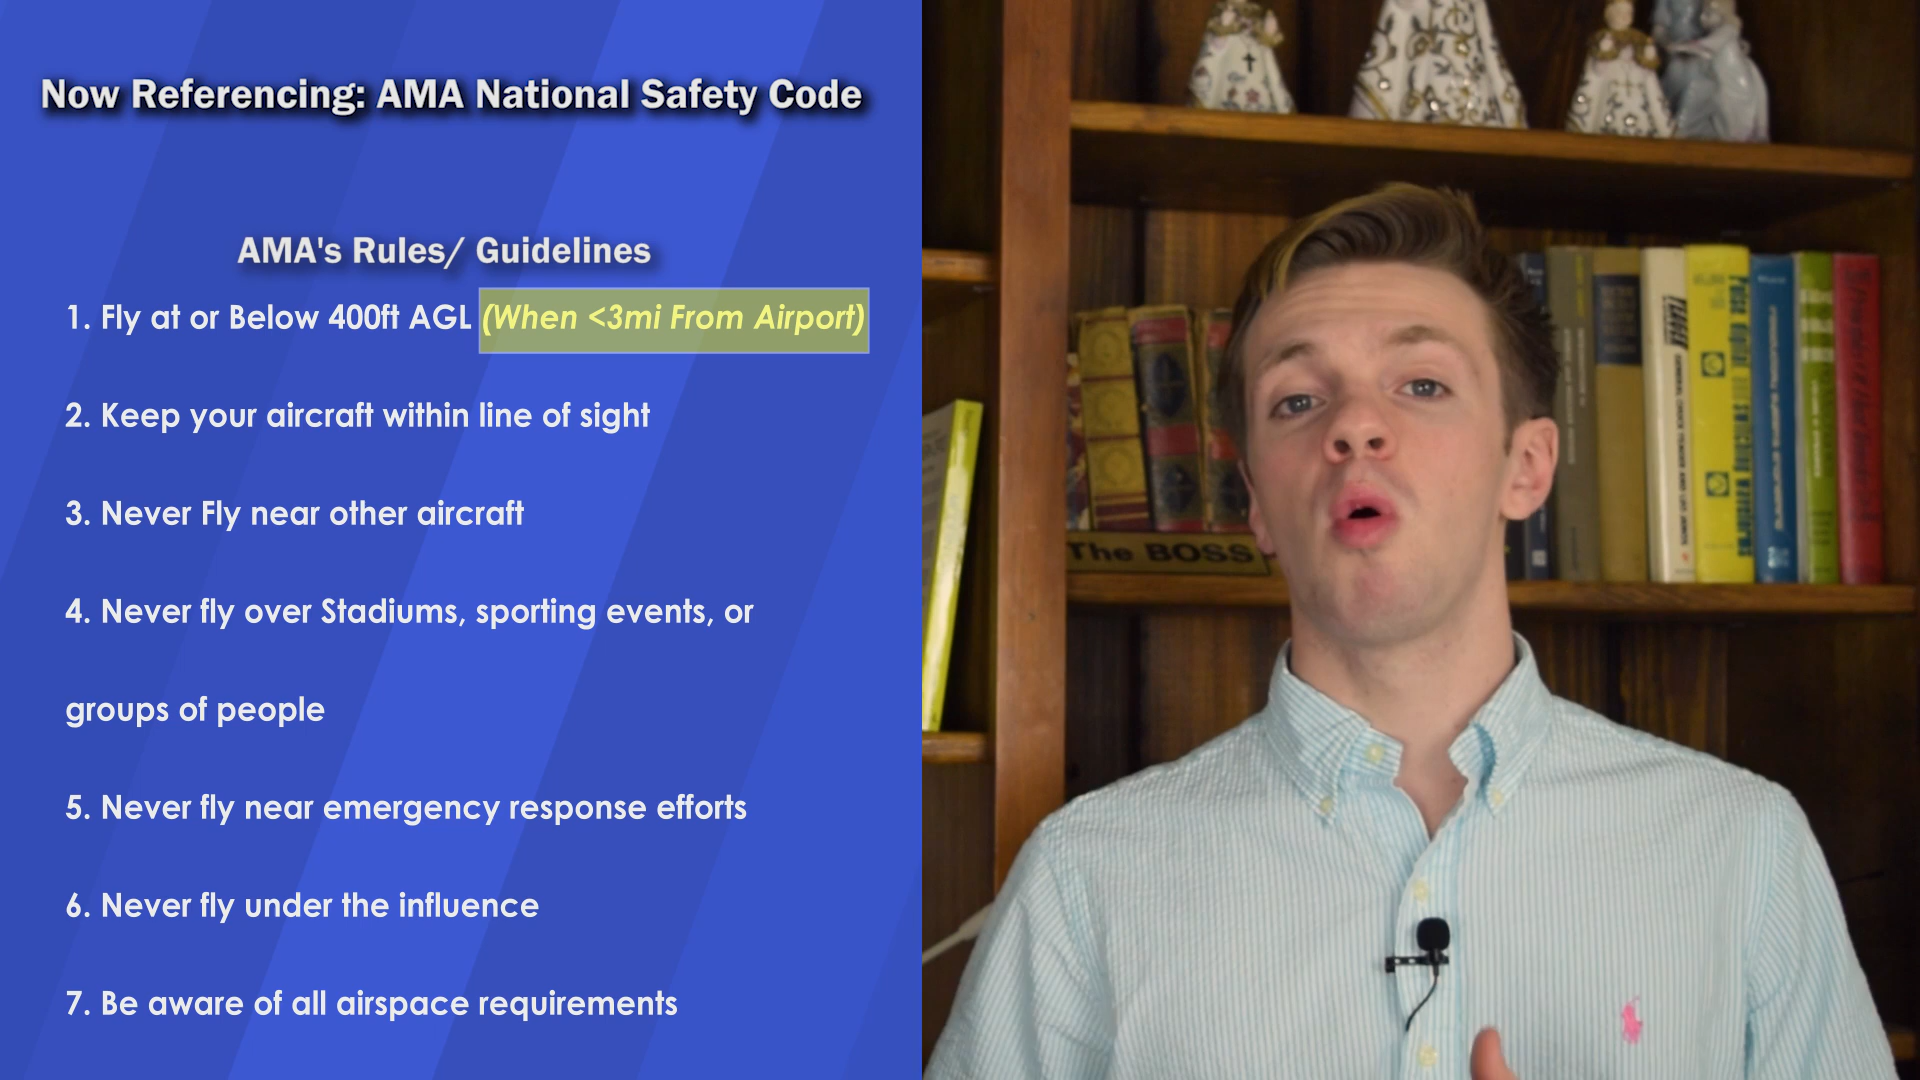 Now Referencing: AMA National Safety Code
AMA's Rules/ Guidelines
1. Fly at or Below 400ft AGL (When <3mi From Airport)
2. Keep your aircraft within line of sight
3. Never Fly near other aircraft
4. Never fly over Stadiums, sporting events, or
groups of people
5. Never fly near emergency response efforts
6. Never fly under the influence
7. Be aware of all airspace requirements
The BOSS